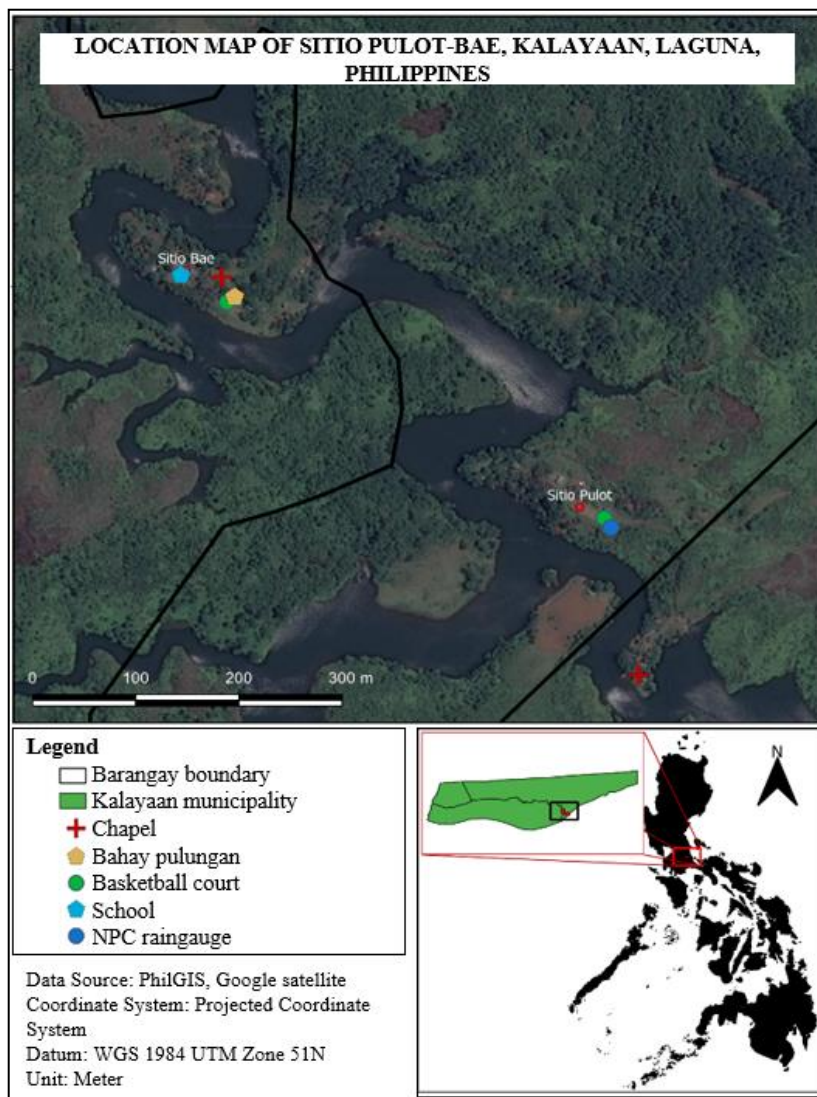 LOCATION MAP OF SITIO PULOT-BAE, KALAYAAN, LAGUNA,
PHILIPPINES
Sitio Bae
Sitio Pulot
0 100 200 300 m
Legend
Barangay boundary
Kalayaan municipality
Chapel
Bahay pulungan
Basketball court
School
NPC raingauge
Data Source: PhilGIS, Google satellite
Coordinate System: Projected Coordinate
System
Datum: WGS 1984 UTM Zone 51N
Unit: Meter
N